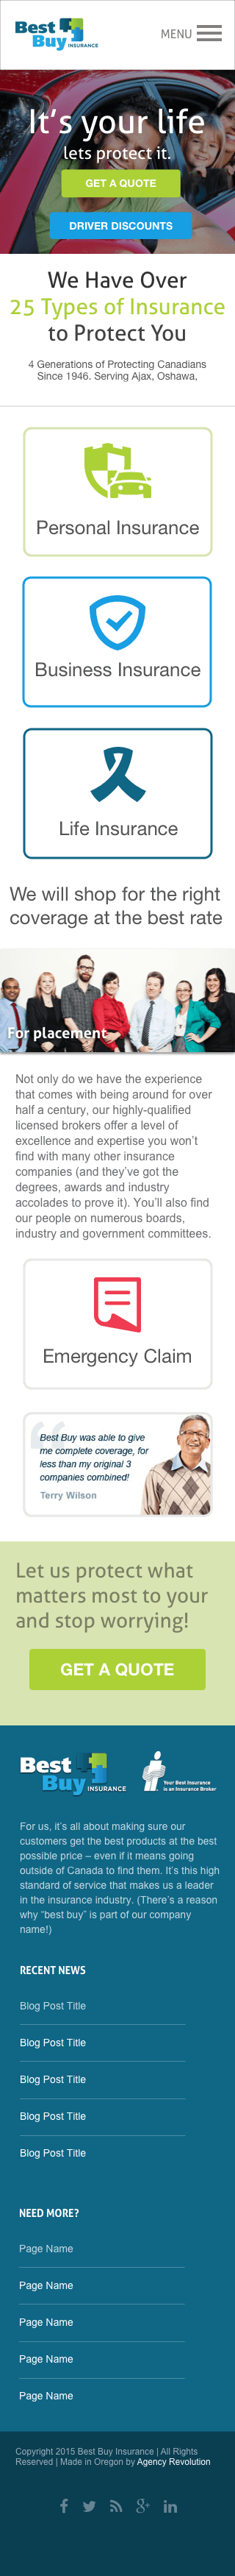 Best
Buy INSURANCE
MENU
It's your life
lets protect it.
GET A QUOTE
DRIVER DISCOUNTS
We Have Over
25 Types of Insurance
to Protect You
4 Generations of Protecting Canadians
Since 1946. Serving Ajax, Oshawa,
Personal Insurance
Business Insurance
Life Insurance
We will shop for the right
coverage at the best rate
For placement
Not only do we have the experience
that comes with being around for over
half a century, our highly-qualified
licensed brokers offer a level of
excellence and expertise you won't
find with many other insurance
companies (and they've got the
degrees, awards and industry
accolades to prove it). You'll also find
our people on numerous boards,
industry and government committees.
Emergency Claim
Best Buy was able to give
me complete coverage, for
less than my original 3
companies combined!
Terry Wilson
Let us protect what
matters most to your
and stop worrying!
GET A QUOTE
Best
Buy INSURANCE
Your Best Insurance
is an Insurance Broker
For us, it's all about making sure our
customers get the best products at the best
possible price – even if it means going
outside of Canada to find them. It's this high
standard of service that makes us a leader
in the insurance industry. (There's a reason
why "best buy" is part of our company
name!)
RECENT NEWS
Blog Post Title
Blog Post Title
Blog Post Title
Blog Post Title
Blog Post Title
NEED MORE?
Page Name
Page Name
Page Name
Page Name
Page Name
Copyright 2015 Best Buy Insurance | All Rights
Reserved | Made in Oregon by Agency Revolution